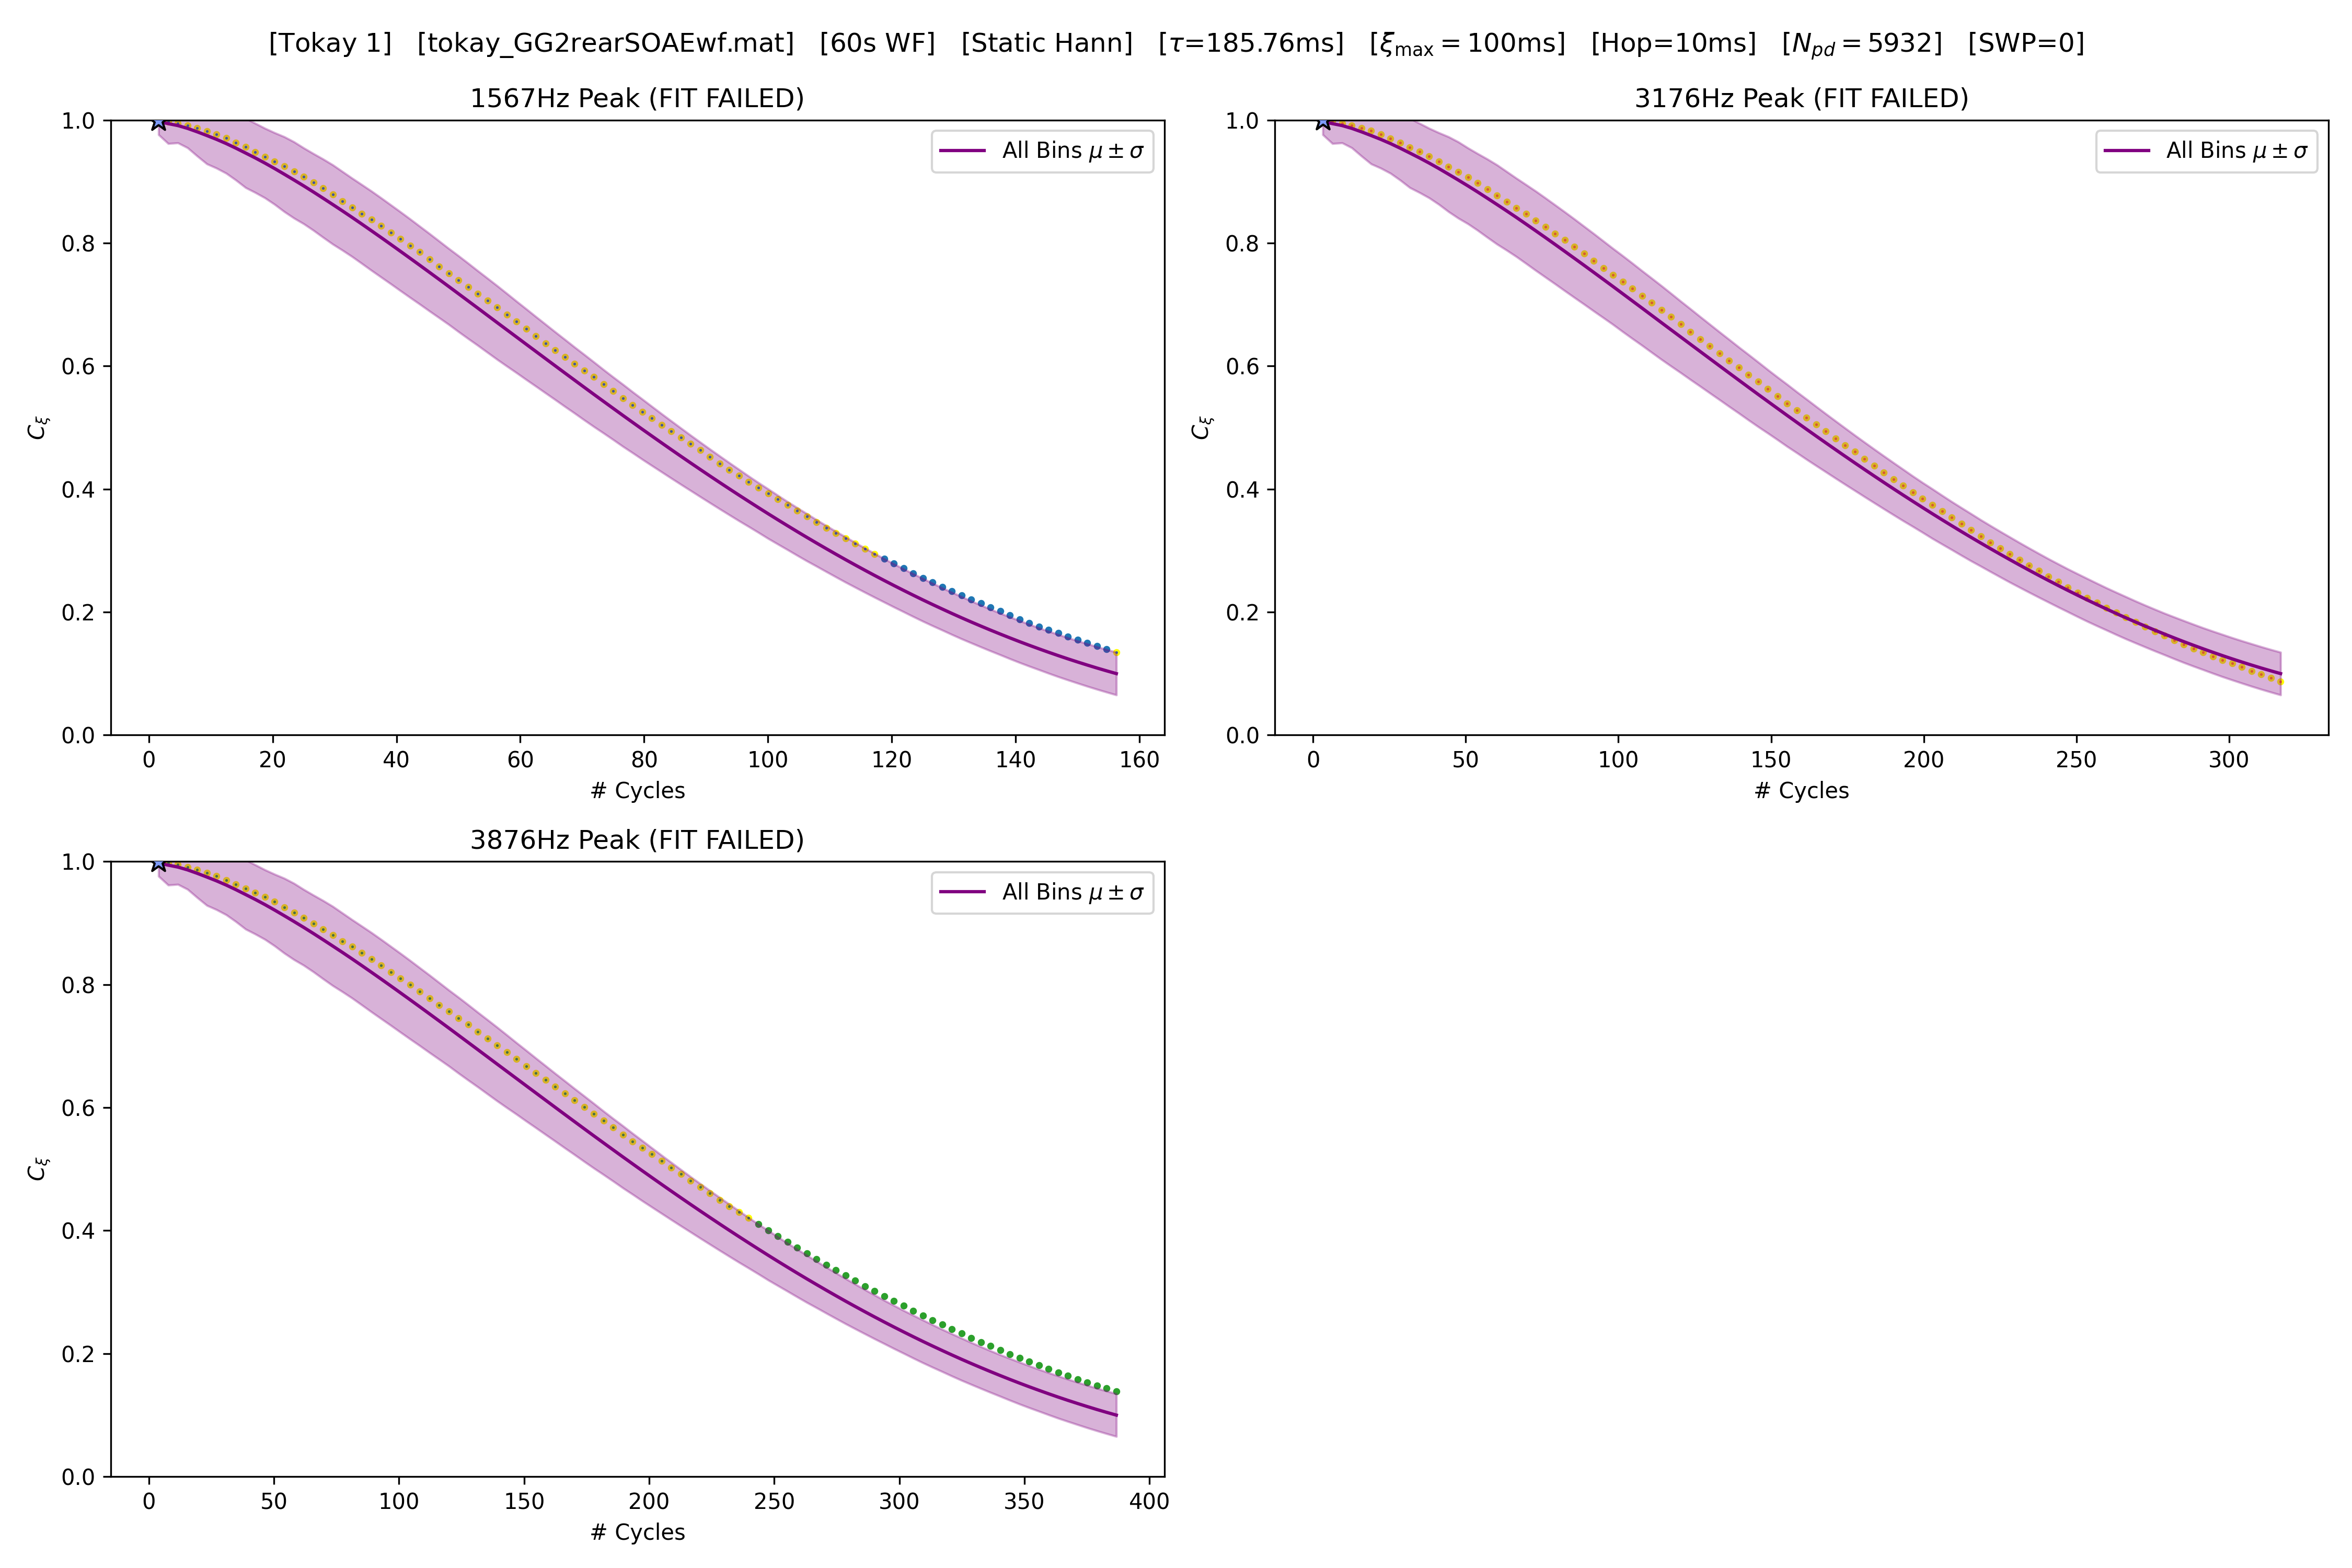 [Tokay 1] [tokay_GG2rearSOAEwf.mat] [60s WF] [Static Hann] [τ=185.76ms] [ξ_max = 100ms] [Hop=10ms] [N_pd = 5932] [SWP=0]
1567Hz Peak (FIT FAILED)
1.0
0.8
0.6
0.4
0.2
0.0
C_ξ
All Bins μ ± σ
0 20 40 60 80 100 120 140 160
# Cycles
3176Hz Peak (FIT FAILED)
1.0
0.8
0.6
0.4
0.2
0.0
C_ξ
All Bins μ ± σ
0 50 100 150 200 250 300
# Cycles
3876Hz Peak (FIT FAILED)
1.0
0.8
0.6
0.4
0.2
0.0
C_ξ
All Bins μ ± σ
0 50 100 150 200 250 300 350 400
# Cycles